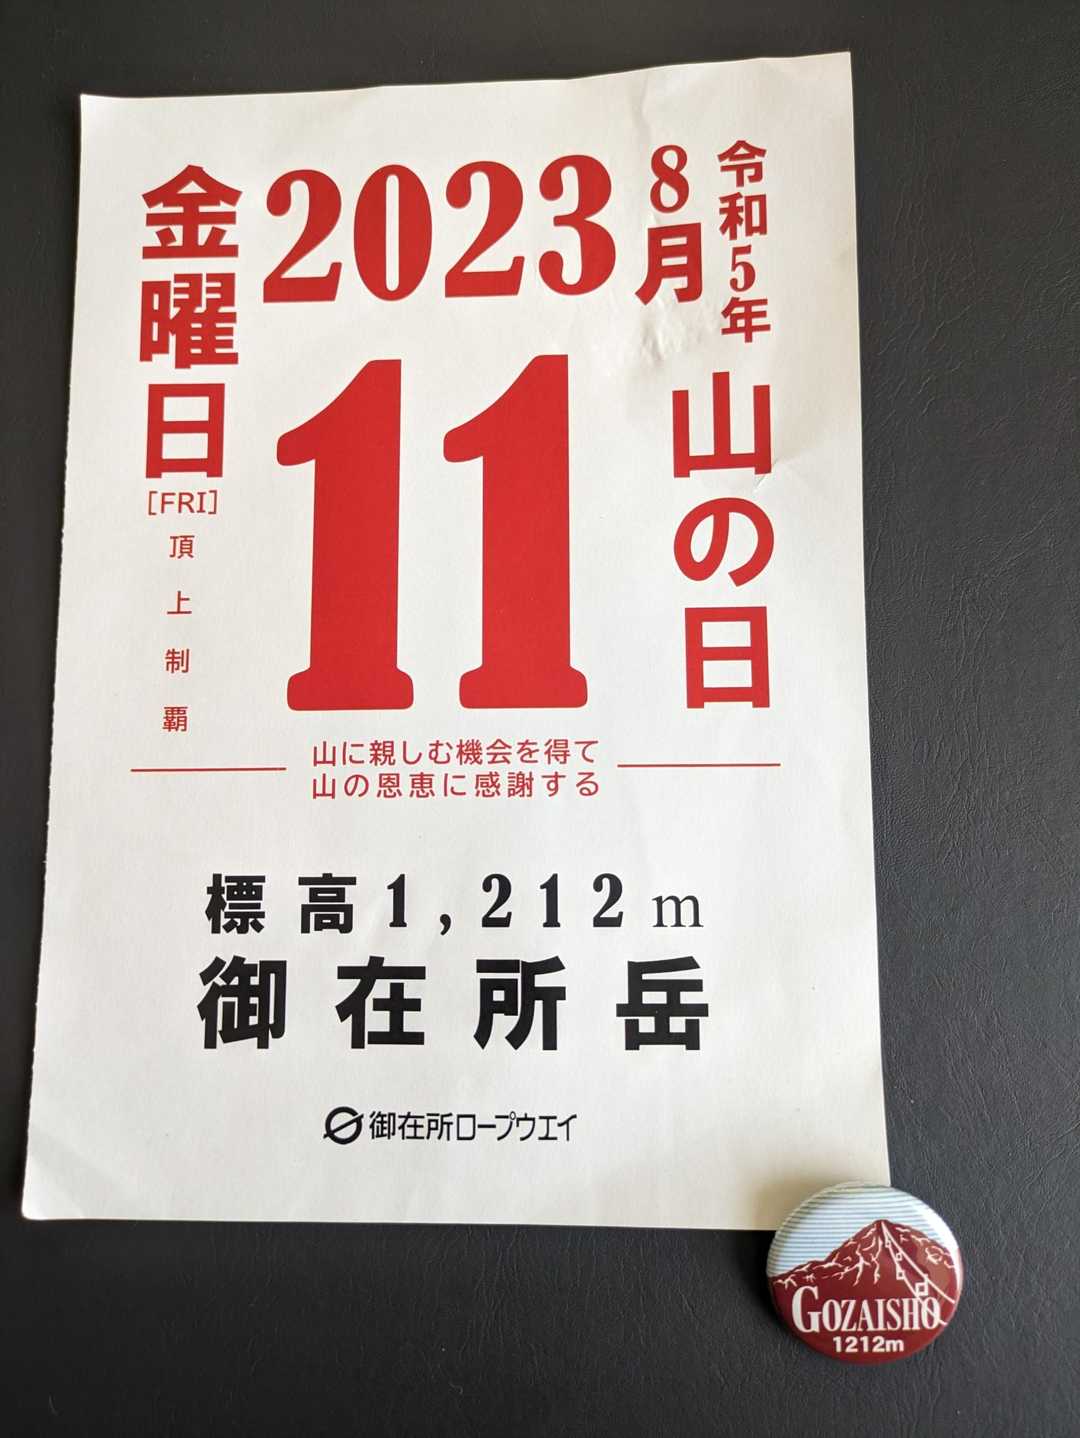 令和5年
山の日
8月
2023
11
金曜日
[FRI]
頂上制覇
山に親しむ機会を得て
山の恩恵に感謝する
標高1,212m
御在所岳
御在所ロープウエイ
GOZAISHO
1212m